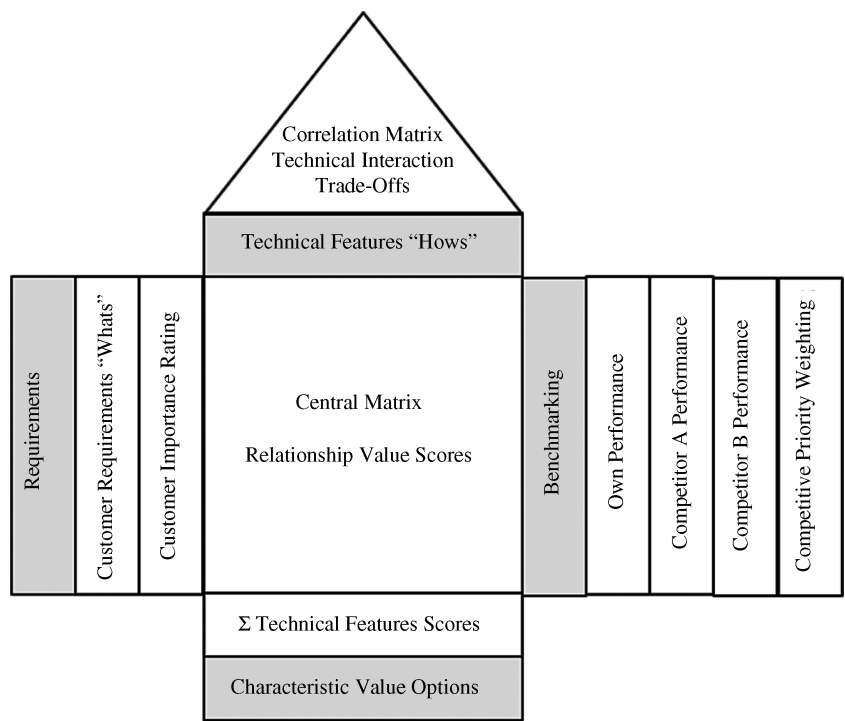 Correlation Matrix
Technical Interaction
Trade-Offs
Technical Features “Hows”
Requirements
Customer Requirements “Whats”
Customer Importance Rating
Central Matrix
Relationship Value Scores
Benchmarking
Own Performance
Competitor A Performance
Competitor B Performance
Competitive Priority Weighting
Σ Technical Features Scores
Characteristic Value Options